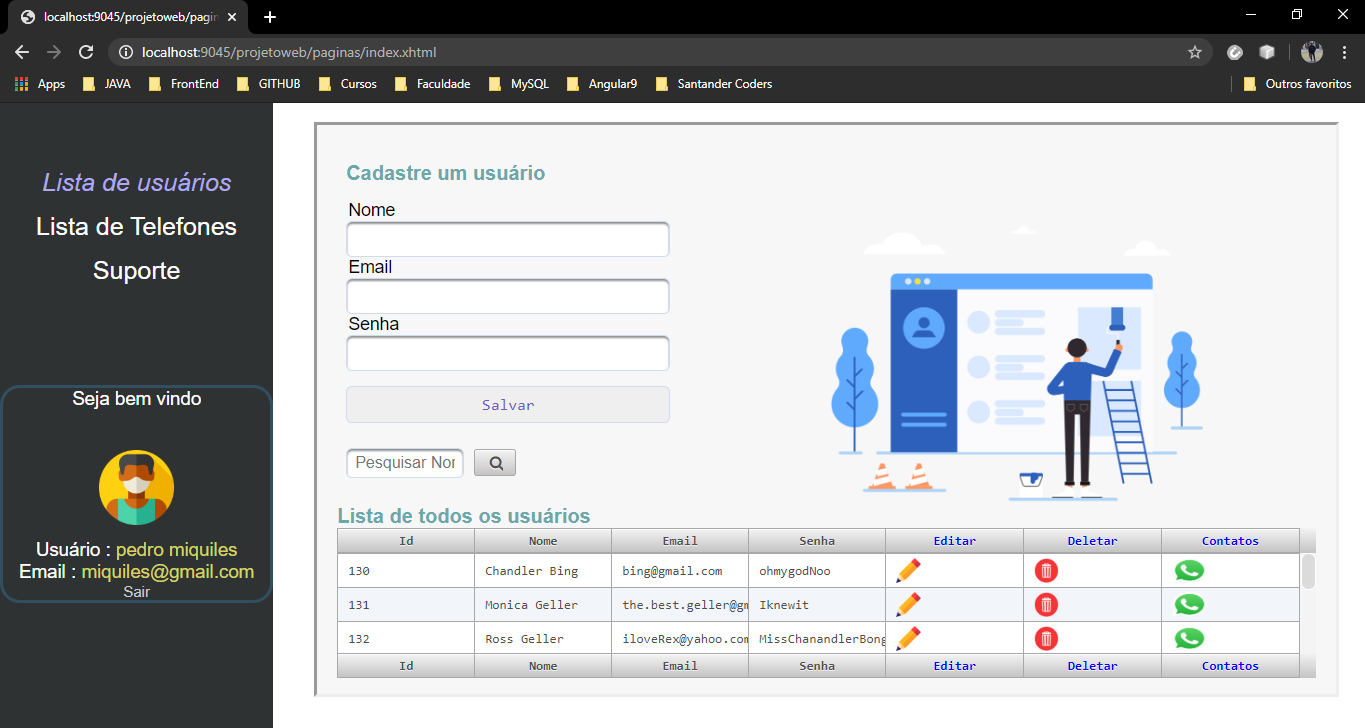 localhost:9045/projetoweb/pagin
localhost:9045/projetoweb/paginas/index.xhtml
Apps JAVA FrontEnd GITHUB Cursos Faculdade MySQL Angular9 Santander Coders Outros favoritos
Lista de usuários
Lista de Telefones
Suporte
Seja bem vindo
Usuário : pedro miquiles
Email : miquiles@gmail.com
Sair
Cadastre um usuário
Nome
Email
Senha
Salvar
Pesquisar Nor
Lista de todos os usuários
Id Nome Email Senha Editar Deletar Contatos
130 Chandler Bing bing@gmail.com ohmygodNoo
131 Monica Geller the.best.geller@gm Iknewit
132 Ross Geller iloveRex@yahoo.com MissChanandlerBong
Id Nome Email Senha Editar Deletar Contatos